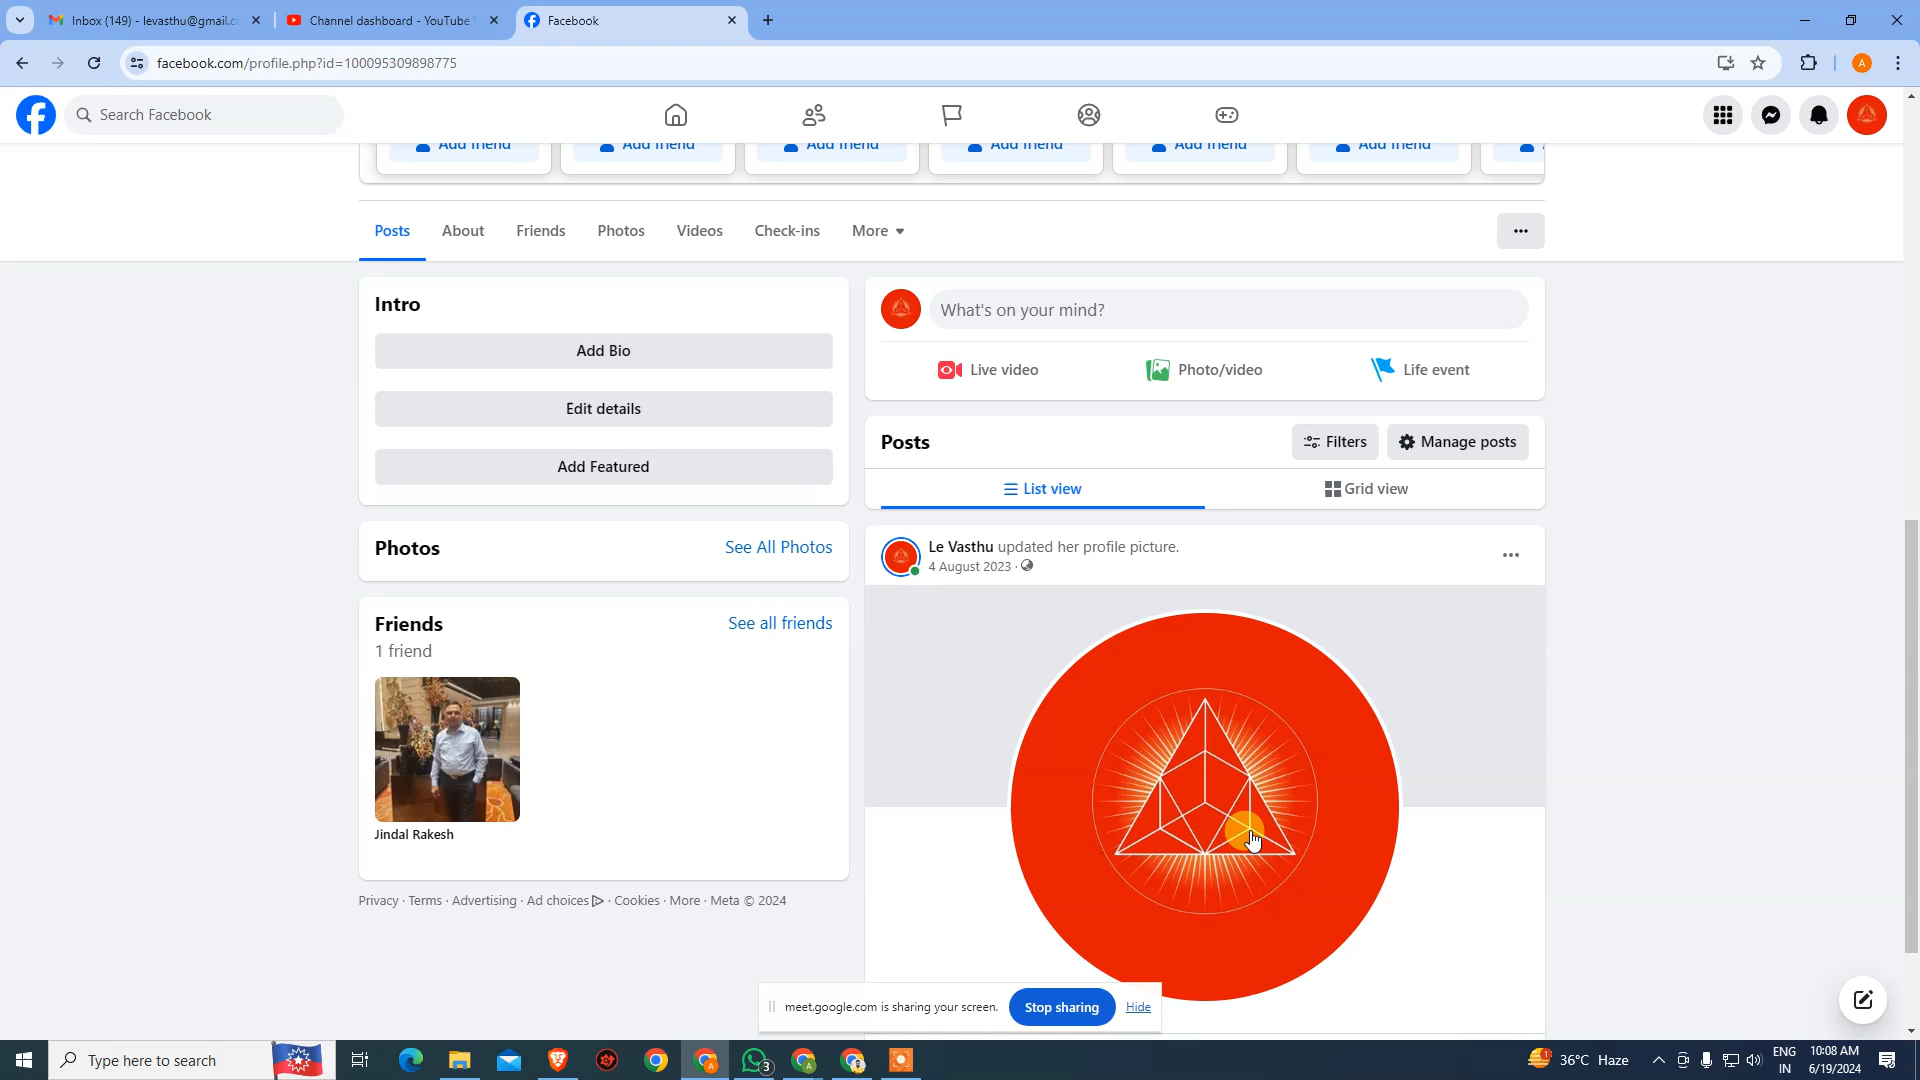 Inbox (149) - levasthu@gmail.c
Channel dashboard - YouTube S
Facebook
facebook.com/profile.php?id=100095309898775
A
Search Facebook
Add friend Add friend Add friend Add friend Add friend Add friend
Posts About Friends Photos Videos Check-ins More
Intro
Add Bio
Edit details
Add Featured
Photos
See All Photos
Friends
See all friends
1 friend
Jindal Rakesh
Privacy · Terms · Advertising · Ad choices · Cookies · More · Meta © 2024
What's on your mind?
Live video Photo/video Life event
Posts
Filters Manage posts
List view Grid view
Le Vasthu updated her profile picture.
4 August 2023 ·
meet.google.com is sharing your screen. Stop sharing Hide
Type here to search
3
1
36°C Haze
ENG
IN
10:08 AM
6/19/2024